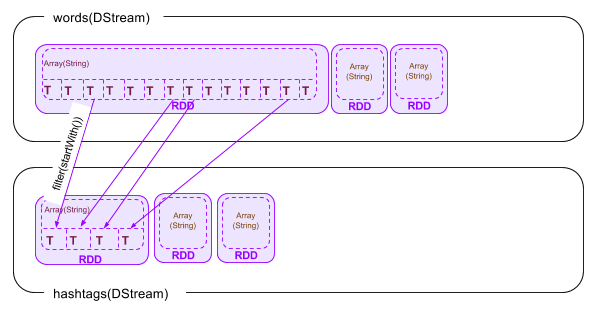 words(DStream)
Array(String)
T T T T T T T T T T T T T T
RDD
Array
(String)
RDD
Array
(String)
RDD
filter(startWith())
Array(String)
T T T T
RDD
Array
(String)
RDD
Array
(String)
RDD
hashtags(DStream)